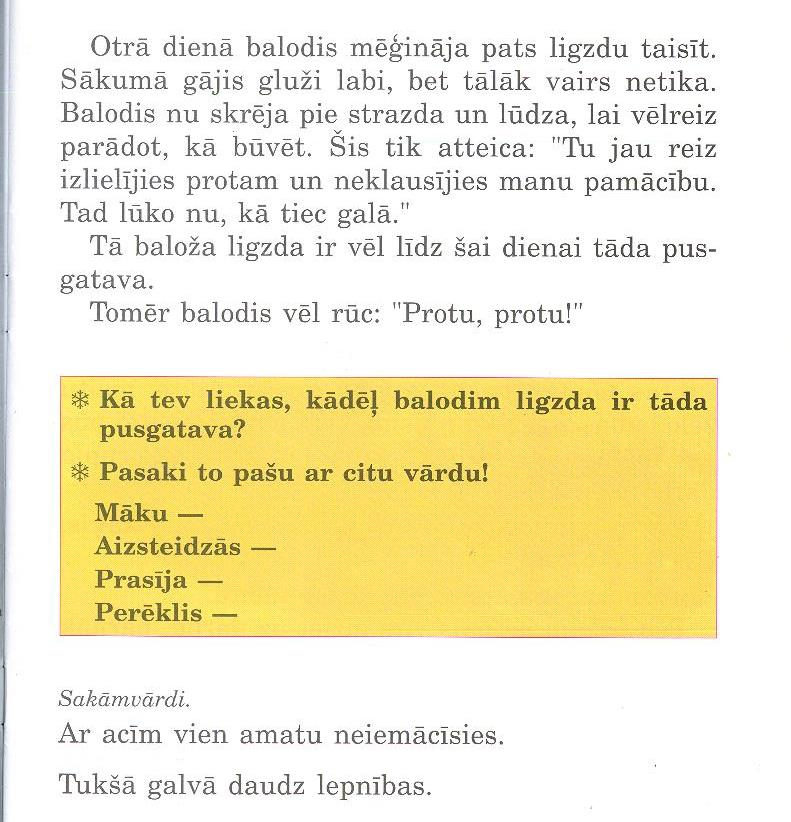 Otrā dienā balodis mēģināja pats ligzdu taisīt.
Sākumā gājis gluži labi, bet tālāk vairs netika.
Balodis nu skrēja pie strazda un lūdza, lai vēlreiz
parādot, kā būvēt. Šis tik atteica: "Tu jau reiz
izlielījies protam un neklausījies manu pamācību.
Tad lūko nu, kā tiec galā."
Tā baloža ligzda ir vēl līdz šai dienai tāda pus-
gatava.
Tomēr balodis vēl rūc: "Protu, protu!"
❄ Kā tev liekas, kādēļ balodim ligzda ir tāda
pusgatava?
❄ Pasaki to pašu ar citu vārdu!
Māku —
Aizsteidzās —
Prasīja —
Perēklis —
Sakāmvārdi.
Ar acīm vien amatu neiemācīsies.
Tukšā galvā daudz lepnības.